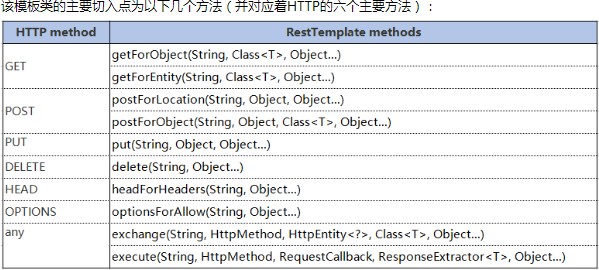 该模板类的主要切入点为以下几个方法（并对应着HTTP的六个主要方法）：
HTTP method RestTemplate methods
GET getForObject(String, Class<T>, Object...)
getForEntity(String, Class<T>, Object...)
POST postForLocation(String, Object, Object...)
postForObject(String, Object, Class<T>, Object...)
PUT put(String, Object, Object...)
DELETE delete(String, Object...)
HEAD headForHeaders(String, Object...)
OPTIONS optionsForAllow(String, Object...)
any exchange(String, HttpMethod, HttpEntity<?>, Class<T>, Object...)
execute(String, HttpMethod, RequestCallback, ResponseExtractor<T>, Object...)